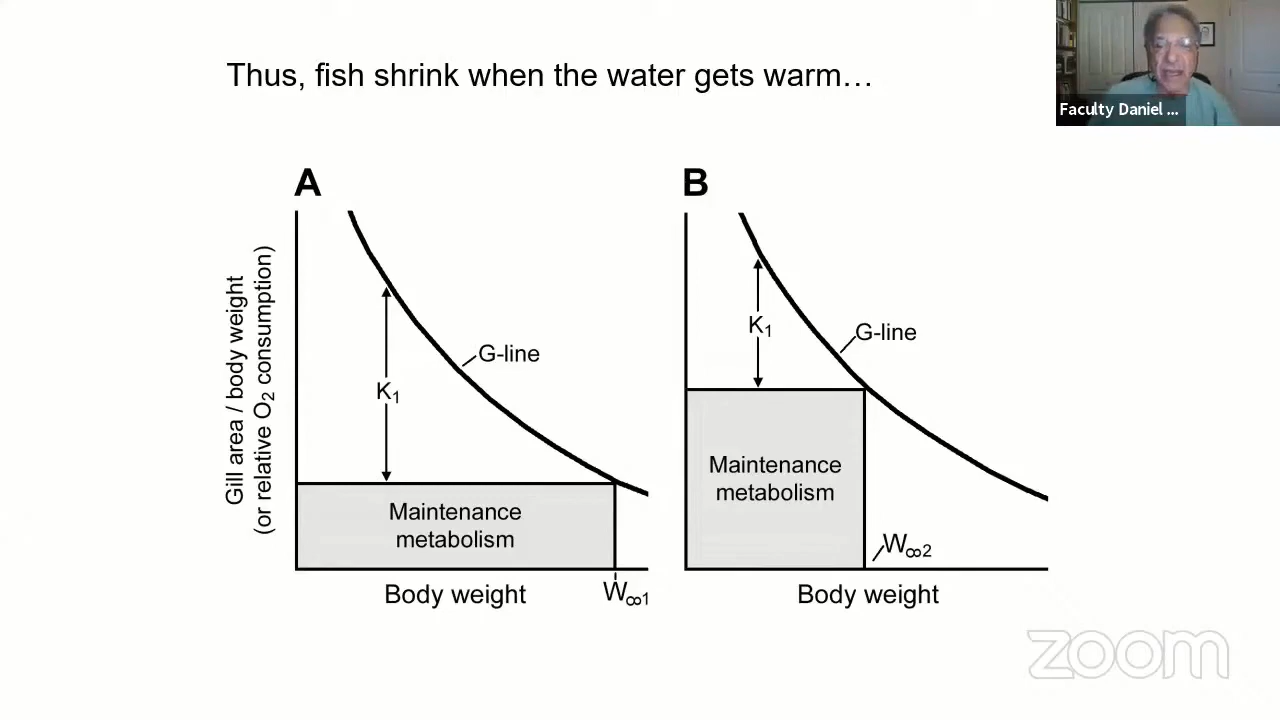 Thus, fish shrink when the water gets warm…
Faculty Daniel ...
A
Gill area / body weight
(or relative O₂ consumption)
K₁
G-line
Maintenance
metabolism
Body weight
W∞1
B
K₁
G-line
Maintenance
metabolism
W∞2
Body weight
zoom